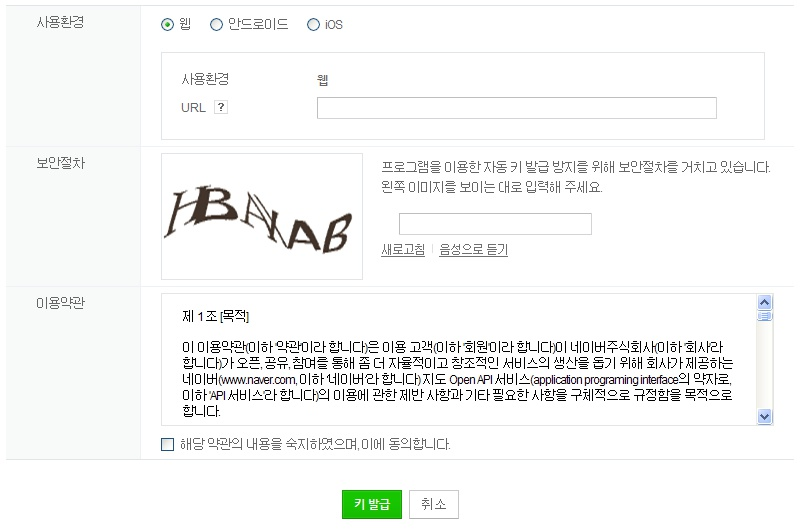 사용환경
웹 안드로이드 iOS
사용환경 웹
URL ?
보안절차
프로그램을 이용한 자동 키 발급 방지를 위해 보안절차를 거치고 있습니다.
왼쪽 이미지를 보이는 대로 입력해 주세요.
새로고침 | 음성으로 듣기
이용약관
제 1 조 [목적]
이 이용약관(이하 '약관'이라 합니다)은 이용 고객(이하 '회원'이라 합니다)이 네이버주식회사(이하 '회사'라
합니다)가 오픈, 공유, 참여를 통해 좀 더 자율적이고 창조적인 서비스의 생산을 돕기 위해 회사가 제공하는
네이버(www.naver.com, 이하 '네이버'라 합니다) 지도 Open API 서비스(application programing interface의 약자로,
이하 'API 서비스'라 합니다)의 이용에 관한 제반 사항과 기타 필요한 사항을 구체적으로 규정함을 목적으로
합니다.
해당 약관의 내용을 숙지하였으며, 이에 동의합니다.
키 발급 취소